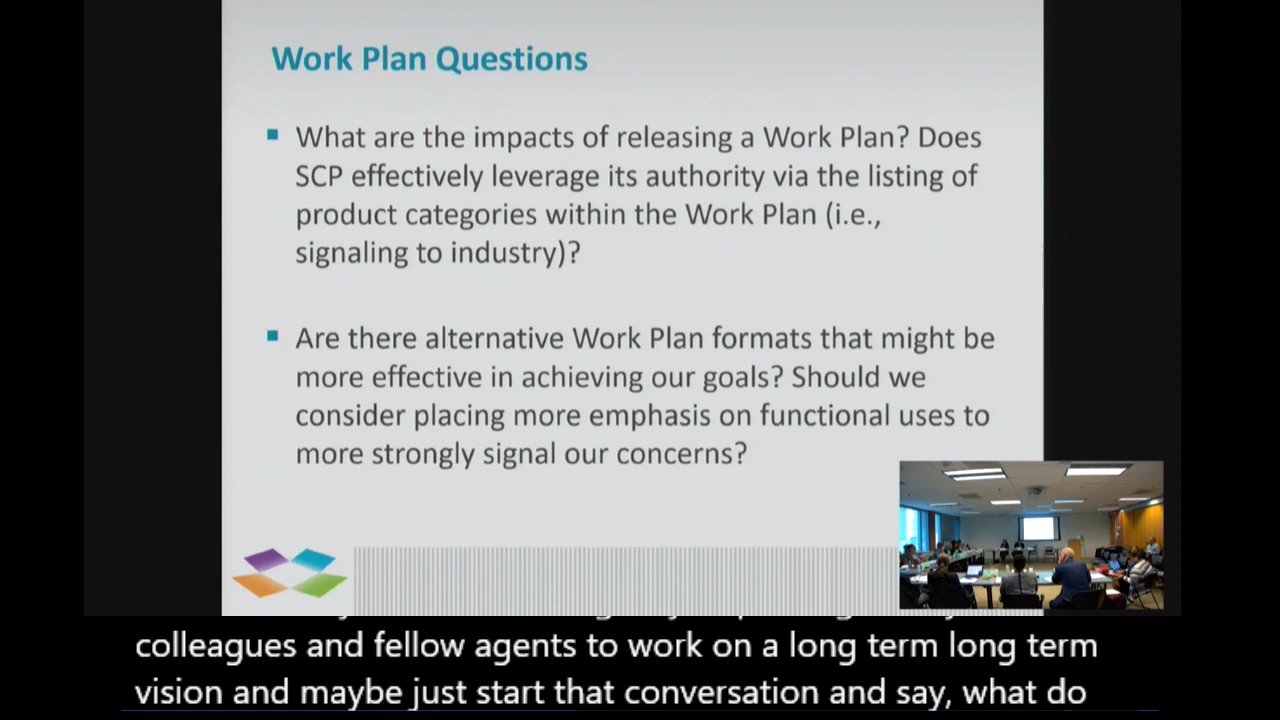 Work Plan Questions
What are the impacts of releasing a Work Plan? Does
SCP effectively leverage its authority via the listing of
product categories within the Work Plan (i.e.,
signaling to industry)?
Are there alternative Work Plan formats that might be
more effective in achieving our goals? Should we
consider placing more emphasis on functional uses to
more strongly signal our concerns?
colleagues and fellow agents to work on a long term long term
vision and maybe just start that conversation and say, what do